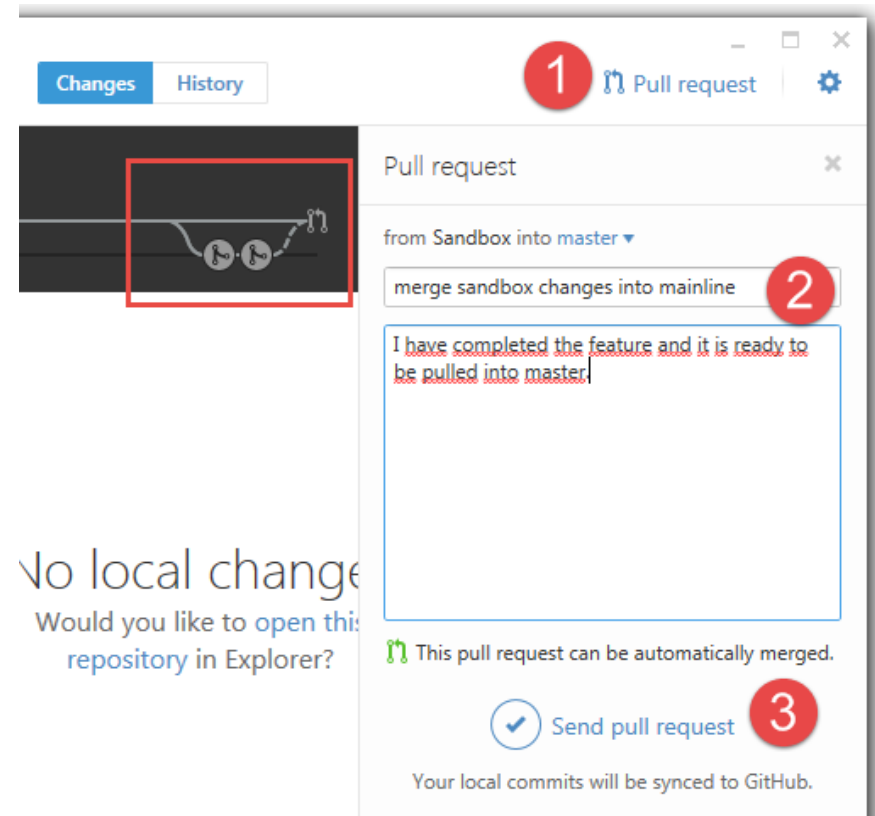 Changes
History
1
Pull request
Pull request
from Sandbox into master
merge sandbox changes into mainline
2
I have completed the feature and it is ready to
be pulled into master.
No local change
Would you like to open this
repository in Explorer?
This pull request can be automatically merged.
Send pull request
3
Your local commits will be synced to GitHub.